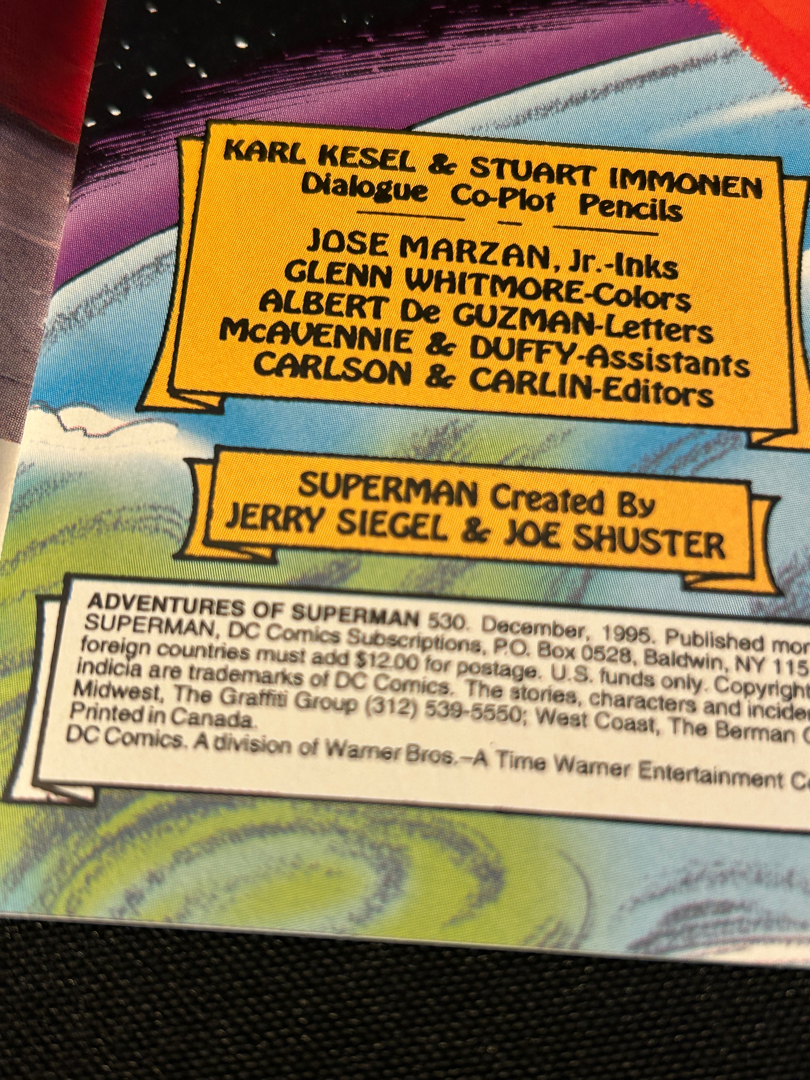 KARL KESEL & STUART IMMONEN
Dialogue Co-Plot Pencils
JOSE MARZAN, Jr.-Inks
GLENN WHITMORE-Colors
ALBERT De GUZMAN-Letters
McAVENNIE & DUFFY-Assistants
CARLSON & CARLIN-Editors
SUPERMAN Created By
JERRY SIEGEL & JOE SHUSTER
ADVENTURES OF SUPERMAN 530. December, 1995. Published
SUPERMAN, DC Comics Subscriptions, P.O. Box 0528, Baldwin, NY 115
foreign countries must add $12.00 for postage. U.S. funds only. Copyright
indicia are trademarks of DC Comics. The stories, characters and
Midwest, The Graffiti Group (312) 539-5550; West Coast, The Berman
Printed in Canada.
DC Comics. A division of Warner Bros.–A Time Warner Entertainment